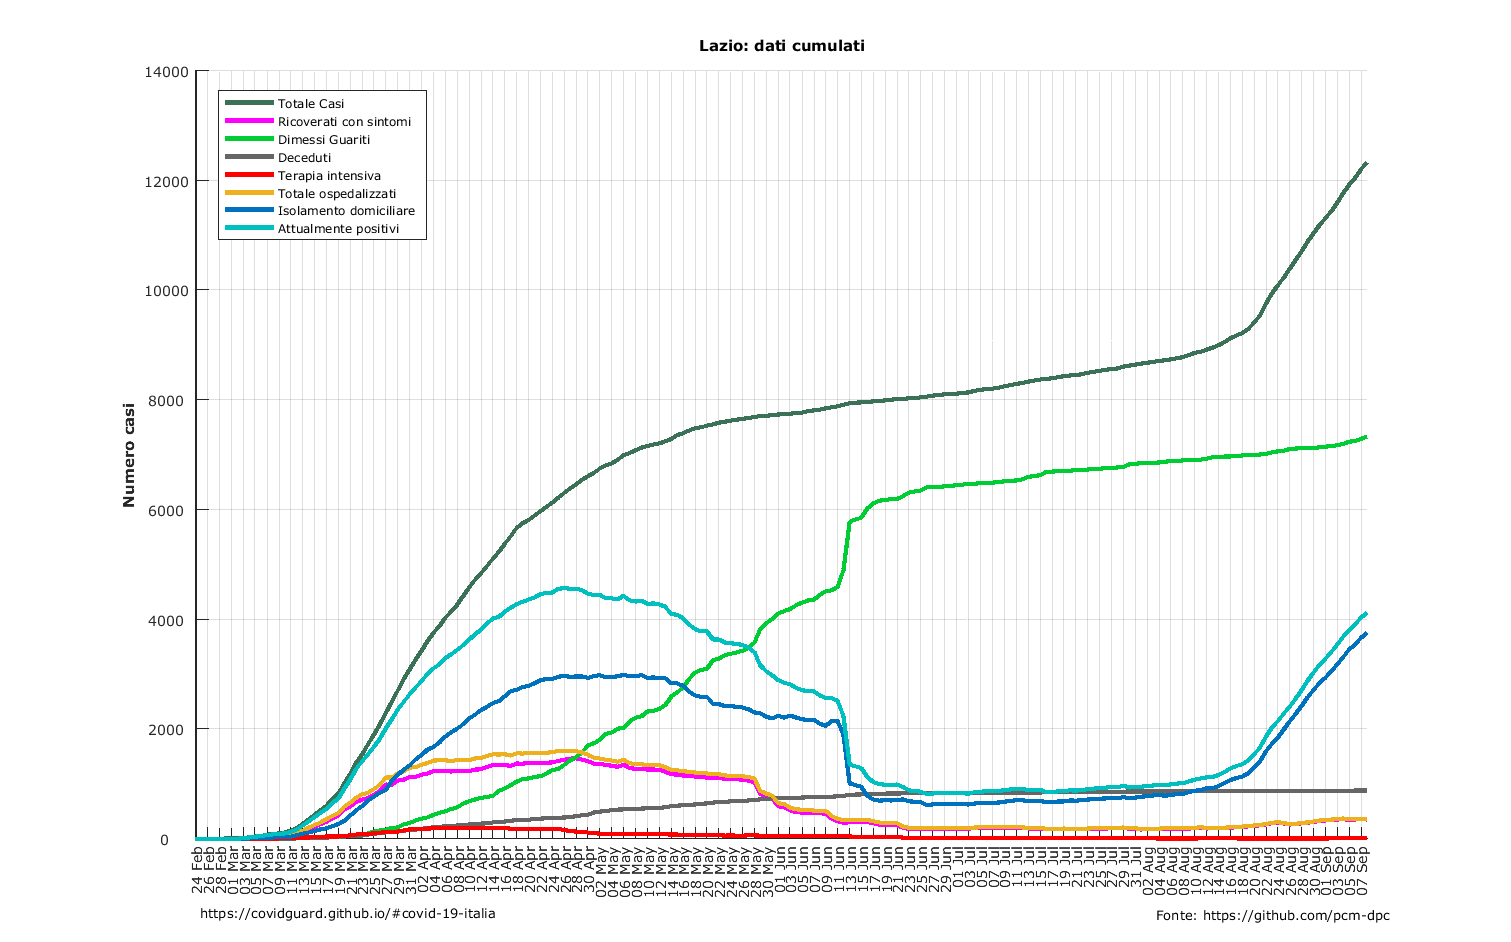 Lazio: dati cumulati
14000
12000
10000
8000
6000
4000
2000
0
Numero casi
Totale Casi
Ricoverati con sintomi
Dimessi Guariti
Deceduti
Terapia intensiva
Totale ospedalizzati
Isolamento domiciliare
Attualmente positivi
24 Feb
26 Feb
28 Feb
01 Mar
03 Mar
05 Mar
07 Mar
09 Mar
11 Mar
13 Mar
15 Mar
17 Mar
19 Mar
21 Mar
23 Mar
25 Mar
27 Mar
29 Mar
31 Mar
02 Apr
04 Apr
06 Apr
08 Apr
10 Apr
12 Apr
14 Apr
16 Apr
18 Apr
20 Apr
22 Apr
24 Apr
26 Apr
28 Apr
30 Apr
02 May
04 May
06 May
08 May
10 May
12 May
14 May
16 May
18 May
20 May
22 May
24 May
26 May
28 May
30 May
01 Jun
03 Jun
05 Jun
07 Jun
09 Jun
11 Jun
13 Jun
15 Jun
17 Jun
19 Jun
21 Jun
23 Jun
25 Jun
27 Jun
29 Jun
01 Jul
03 Jul
05 Jul
07 Jul
09 Jul
11 Jul
13 Jul
15 Jul
17 Jul
19 Jul
21 Jul
23 Jul
25 Jul
27 Jul
29 Jul
31 Jul
02 Aug
04 Aug
06 Aug
08 Aug
10 Aug
12 Aug
14 Aug
16 Aug
18 Aug
20 Aug
22 Aug
24 Aug
26 Aug
28 Aug
30 Aug
01 Sep
03 Sep
05 Sep
07 Sep
https://covidguard.github.io/#covid-19-italia
Fonte: https://github.com/pcm-dpc